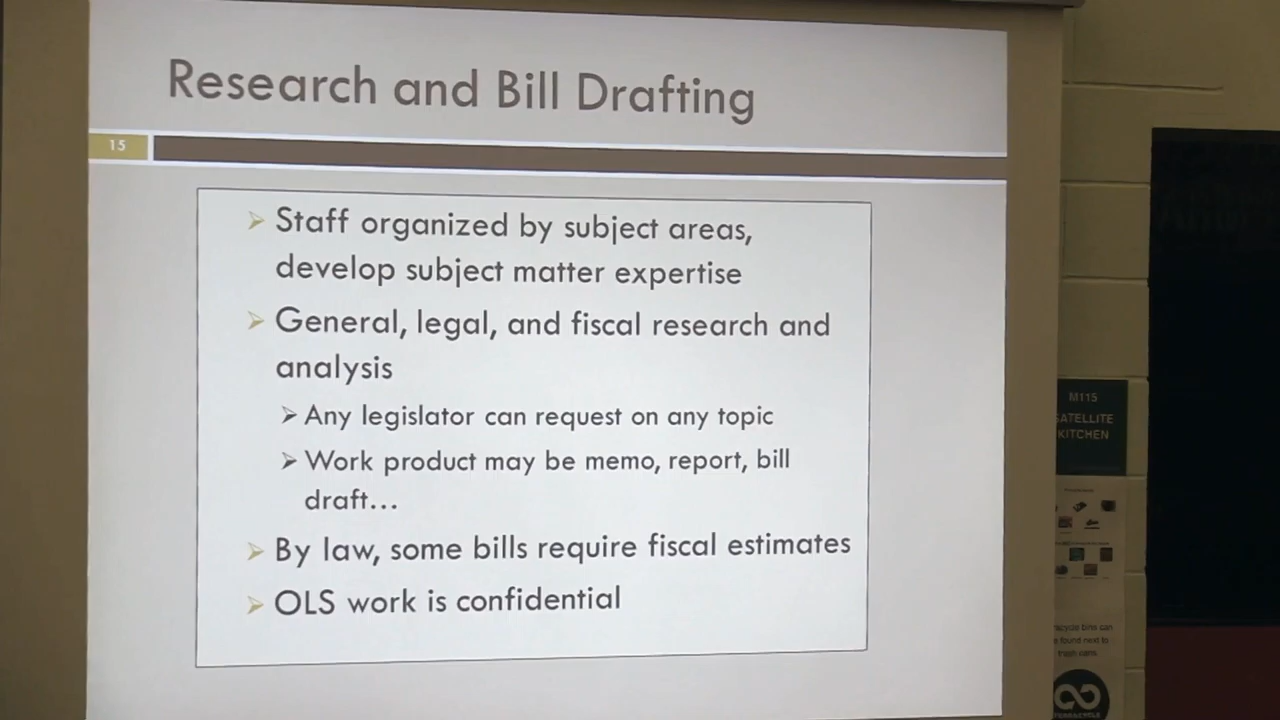 Research and Bill Drafting
15
Staff organized by subject areas,
develop subject matter expertise
General, legal, and fiscal research and
analysis
Any legislator can request on any topic
Work product may be memo, report, bill
draft...
By law, some bills require fiscal estimates
OLS work is confidential
M115
SATELLITE
KITCHEN
bins can
found next to
trash cans